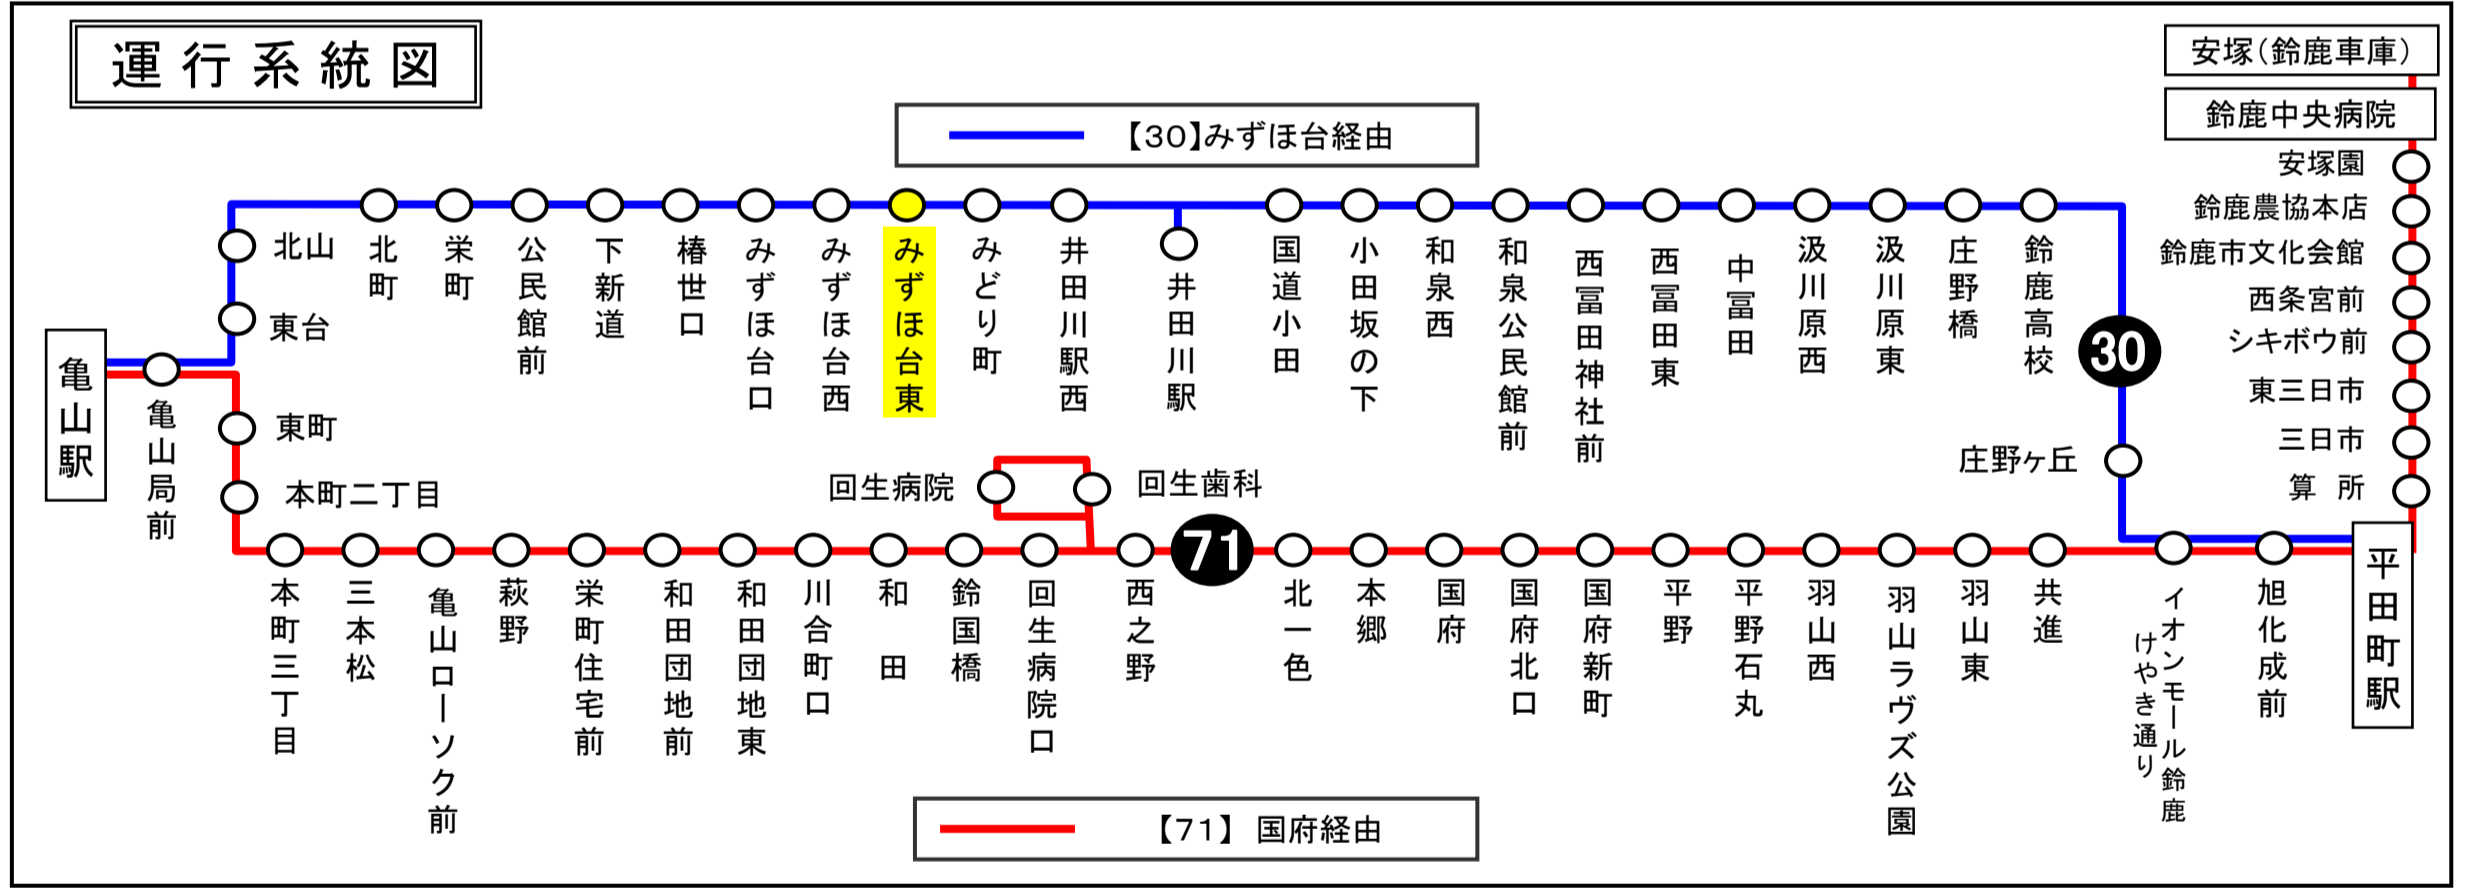 運行系統図
安塚(鈴鹿車庫)
鈴鹿中央病院
【30】みずほ台経由
安塚園
鈴鹿農協本店
鈴鹿市文化会館
西条宮前
シキボウ前
東三日市
三日市
算 所
平田町駅
亀山駅
亀山局前
東台
北山
北町
栄町
公民館前
下新道
椿世口
みずほ台口
みずほ台西
みずほ台東
みどり町
井田川駅西
井田川駅
国道小田
小田坂の下
和泉西
和泉公民館前
西冨田神社前
西冨田東
中冨田
汲川原西
汲川原東
庄野橋
鈴鹿高校
30
庄野ヶ丘
東町
本町二丁目
回生病院
回生歯科
71
本町三丁目
三本松
亀山ローソク前
萩野
栄町住宅前
和田団地前
和田団地東
川合町口
和 田
鈴国橋
回生病院口
西之野
北一色
本郷
国府
国府北口
国府新町
平野
平野石丸
羽山西
羽山ラヴズ公園
羽山東
共進
イオンモール鈴鹿
けやき通り
旭化成前
【71】 国府経由